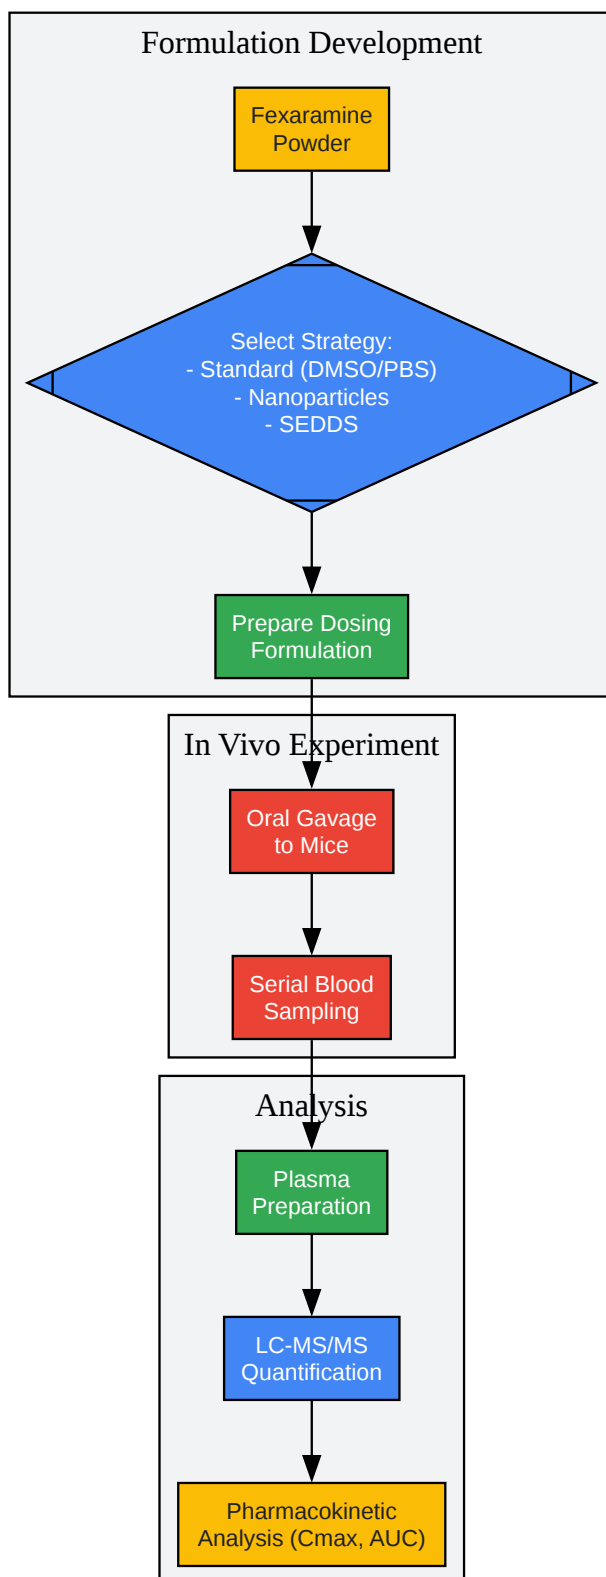 Formulation Development
Fexaramine
Powder
Select Strategy:
- Standard (DMSO/PBS)
- Nanoparticles
- SEDDS
Prepare Dosing
Formulation
In Vivo Experiment
Oral Gavage
to Mice
Serial Blood
Sampling
Analysis
Plasma
Preparation
LC-MS/MS
Quantification
Pharmacokinetic
Analysis (Cmax, AUC)